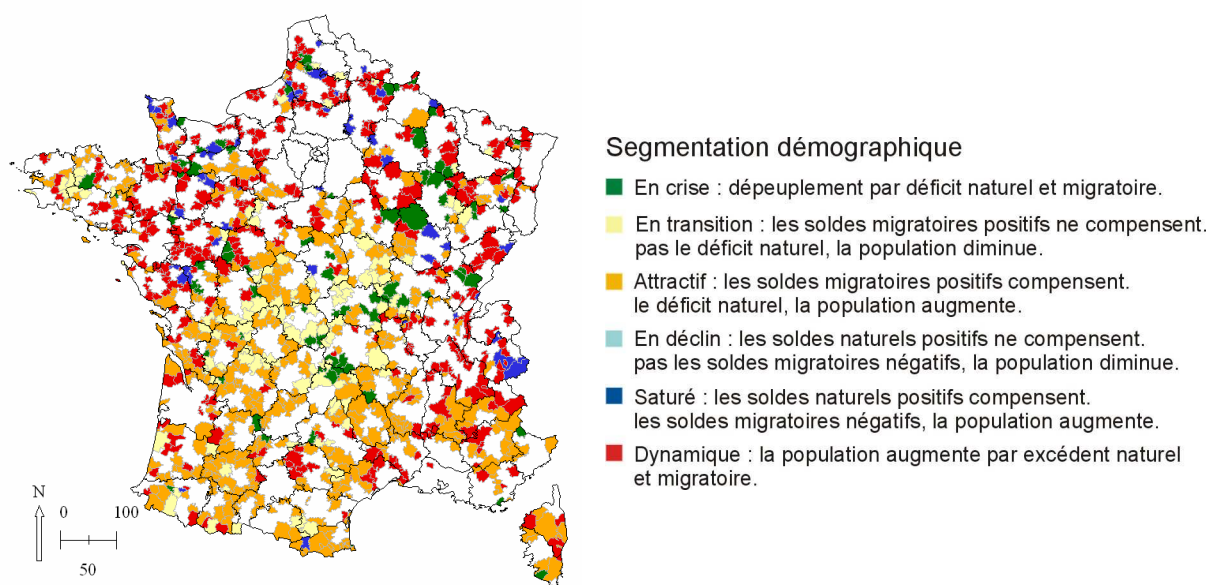 Segmentation démographique
En crise : dépeuplement par déficit naturel et migratoire.
En transition : les soldes migratoires positifs ne compensent.
pas le déficit naturel, la population diminue.
Attractif : les soldes migratoires positifs compensent.
le déficit naturel, la population augmente.
En déclin : les soldes naturels positifs ne compensent.
pas les soldes migratoires négatifs, la population diminue.
Saturé : les soldes naturels positifs compensent.
les soldes migratoires négatifs, la population augmente.
Dynamique : la population augmente par excédent naturel
et migratoire.
N
0 100
50